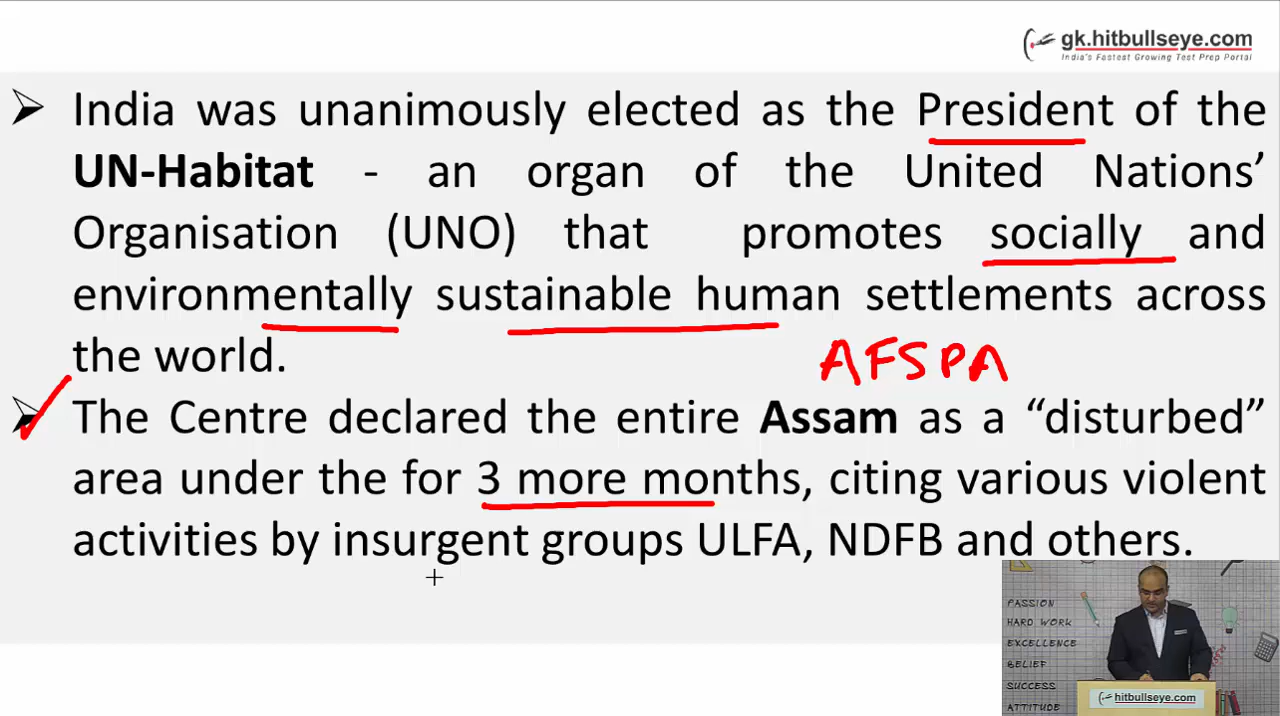 gk.hitbullseye.com
India's Fastest Growing Test Prep Portal
India was unanimously elected as the President of the
UN-Habitat - an organ of the United Nations’
Organisation (UNO) that promotes socially and
environmentally sustainable human settlements across
the world.
AFSPA
The Centre declared the entire Assam as a “disturbed”
area under the for 3 more months, citing various violent
activities by insurgent groups ULFA, NDFB and others.
PASSION
HARD WORK
EXCELLENCE
BELIEF
SUCCESS
ATTITUDE
hitbullseye.com